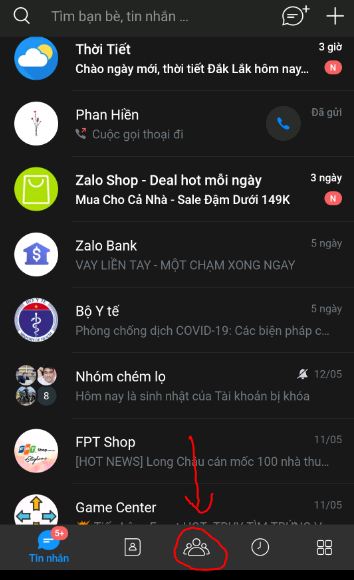 Tìm bạn bè, tin nhắn ...
Thời Tiết
3 giờ
Chào ngày mới, thời tiết Đắk Lắk hôm nay...
N
Phan Hiền
Đã gửi
Cuộc gọi thoại đi
Zalo Shop - Deal hot mỗi ngày
3 ngày
Mua Cho Cả Nhà - Sale Đậm Dưới 149K
N
Zalo Bank
5 ngày
VAY LIỀN TAY - MỘT CHẠM XONG NGAY
Bộ Y tế
5 ngày
Phòng chống dịch COVID-19: Các biện pháp c...
Nhóm chém lọ
12/05
8
Hôm nay là sinh nhật của Tài khoản bị khóa
FPT Shop
11/05
[HOT NEWS] Long Châu cán mốc 100 nhà thu...
Game Center
11/05
5+
Tin nhắn